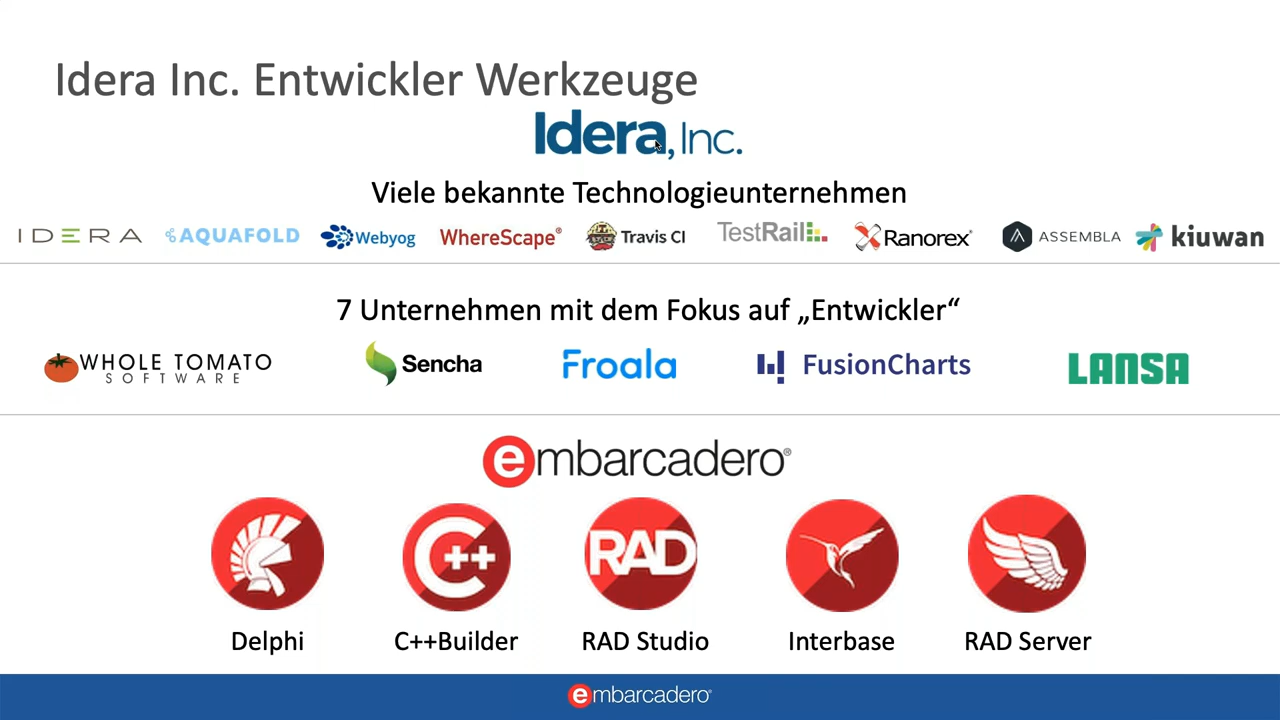 Idera Inc. Entwickler Werkzeuge
Idera, Inc.
Viele bekannte Technologieunternehmen
IDERA AQUAFOLD Webyog WhereScape® Travis CI TestRail Ranorex® ASSEMBLA kiuwan
7 Unternehmen mit dem Fokus auf „Entwickler“
WHOLE TOMATO SOFTWARE Sencha Froala FusionCharts LANSA
embarcadero®
C++ RAD
Delphi C++Builder RAD Studio Interbase RAD Server
embarcadero®